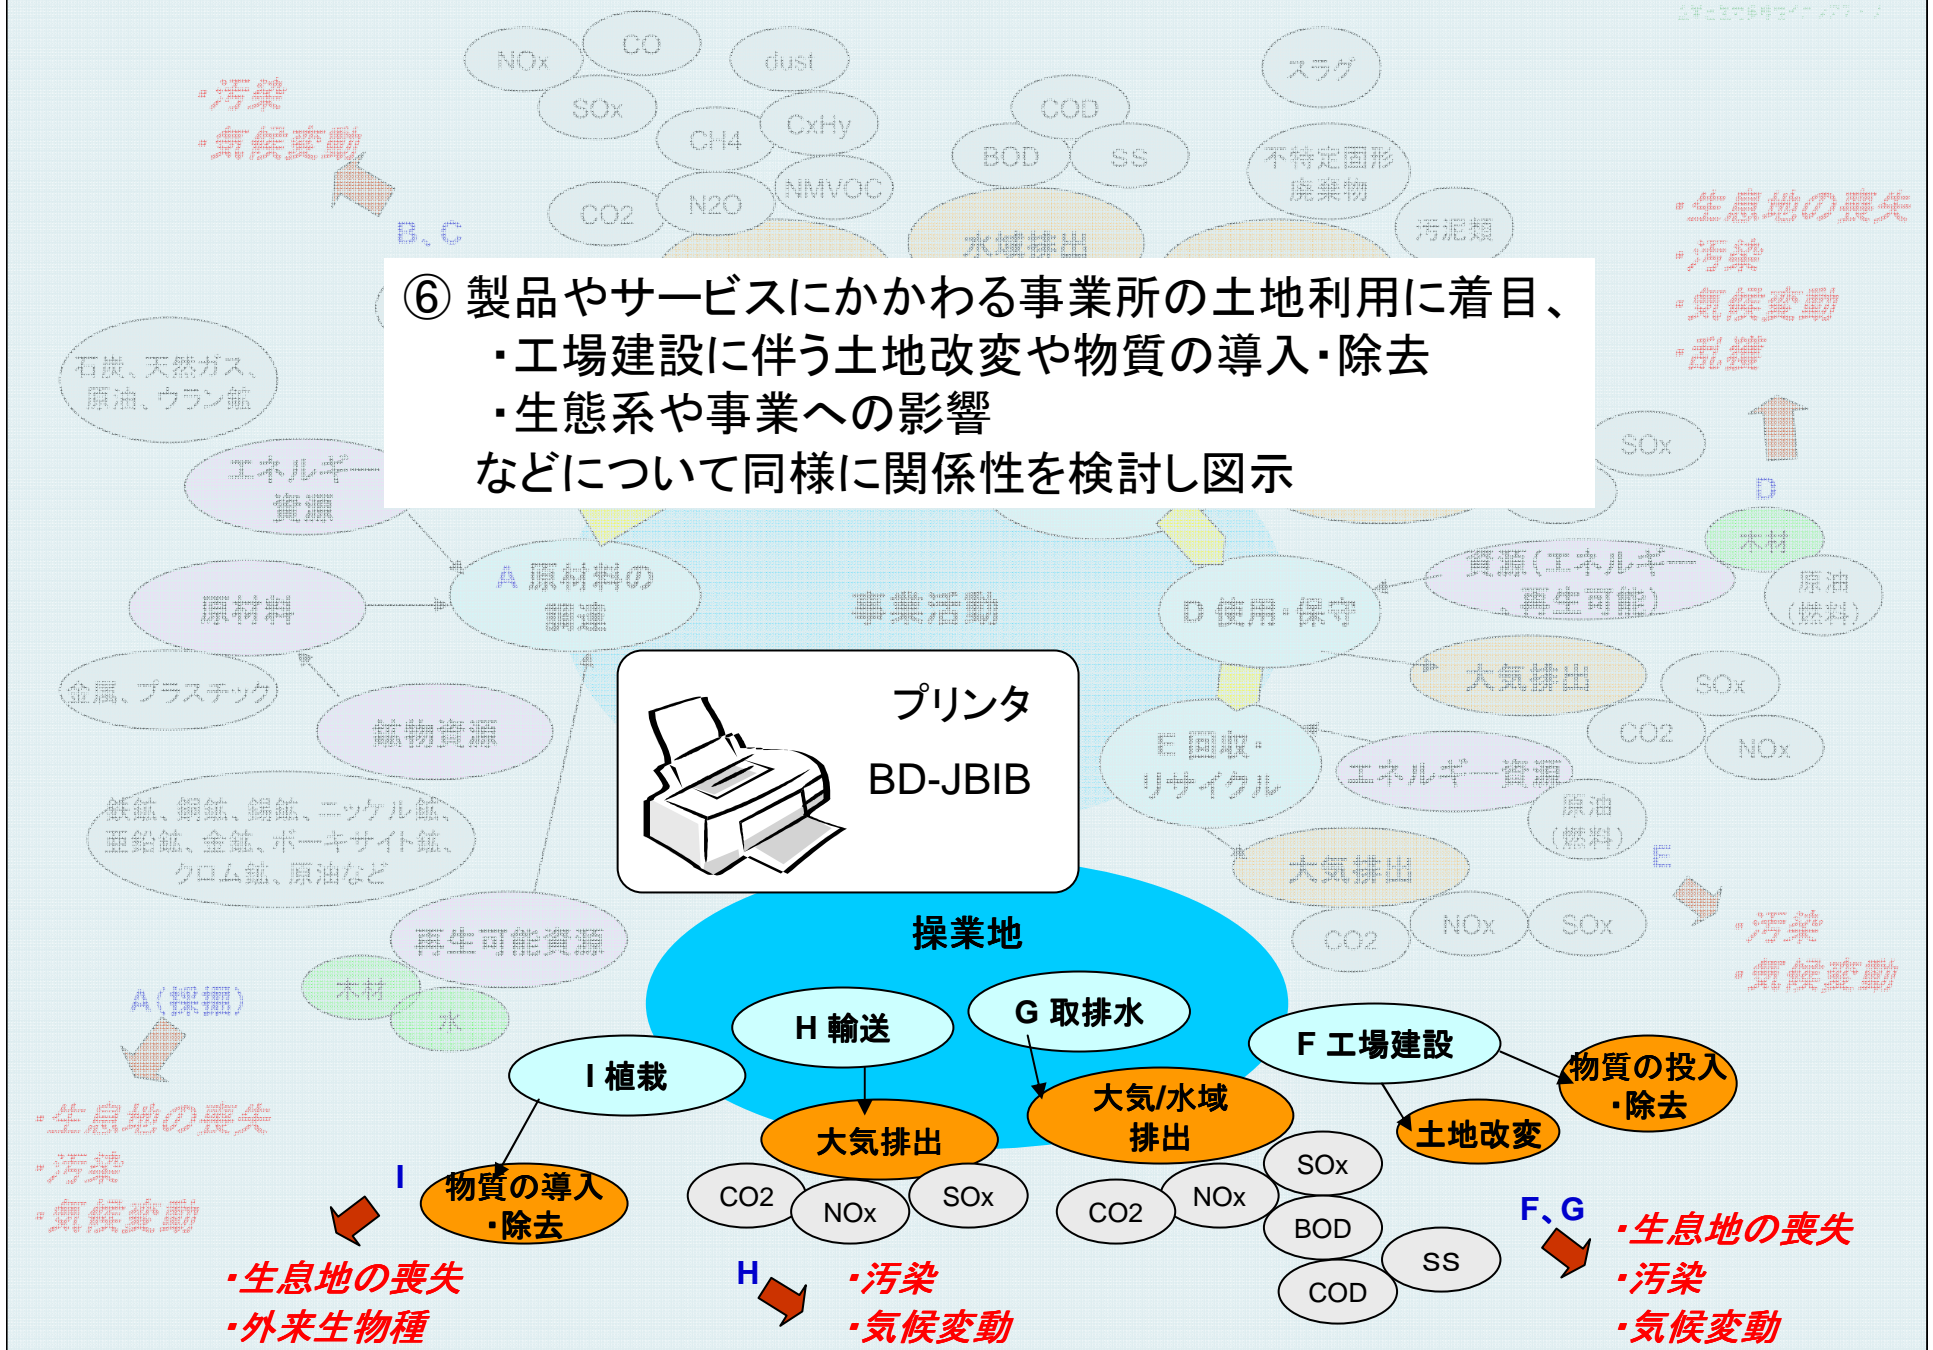 NOx
CO
dust
スラグ
・汚染
SOx
COD
・気候変動
CH4
CxHy
BOD
SS
不特定固形
廃棄物
CO2
N2O
NMVOC
汚泥類
・生息地の喪失
B、C
水域排出
・汚染
・気候変動
・乱獲
⑥ 製品やサービスにかかわる事業所の土地利用に着目、
・工場建設に伴う土地改変や物質の導入・除去
・生態系や事業への影響
などについて同様に関係性を検討し図示
石炭、天然ガス、
原油、ウラン鉱
SOx
エネルギー
資源
D
木材
A 原材料の
調達
資源(エネルギー
、再生可能)
原油
(燃料)
原材料
事業活動
D 使用・保守
金属、プラスチック
大気排出
SOx
CO2
NOx
鉱物資源
プリンタ
BD-JBIB
E 回収・
リサイクル
エネルギー資源
原油
(燃料)
鉄鉱、銅鉱、錫鉱、ニッケル鉱、
亜鉛鉱、金鉱、ボーキサイト鉱、
クロム鉱、原油など
大気排出
E
CO2
NOx
SOx
・汚染
・気候変動
再生可能資源
木材
水
A(採掘)
・生息地の喪失
・汚染
・気候変動
操業地
H 輸送
G 取排水
F 工場建設
I 植栽
物質の投入
・除去
大気/水域
排出
土地改変
大気排出
I
物質の導入
・除去
CO2
NOx
SOx
CO2
NOx
SOx
BOD
SS
COD
F、G
・生息地の喪失
・汚染
・気候変動
・生息地の喪失
・外来生物種
H
・汚染
・気候変動